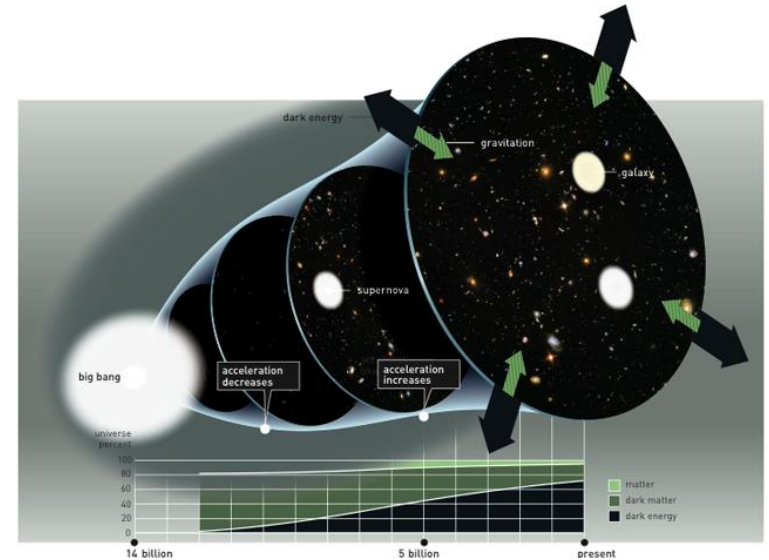 dark energy
gravitation
galaxy
supernova
big bang
acceleration
decreases
acceleration
increases
universe
percent
100
80
60
40
20
0
matter
dark matter
dark energy
14 billion
5 billion
present